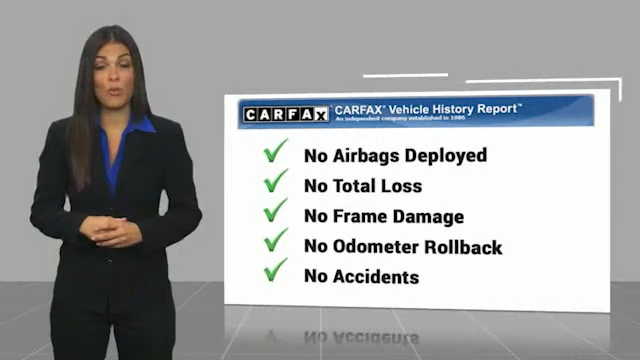 CARFAX CARFAX® Vehicle History Report™
An independent company established in 1986
No Airbags Deployed
No Total Loss
No Frame Damage
No Odometer Rollback
No Accidents